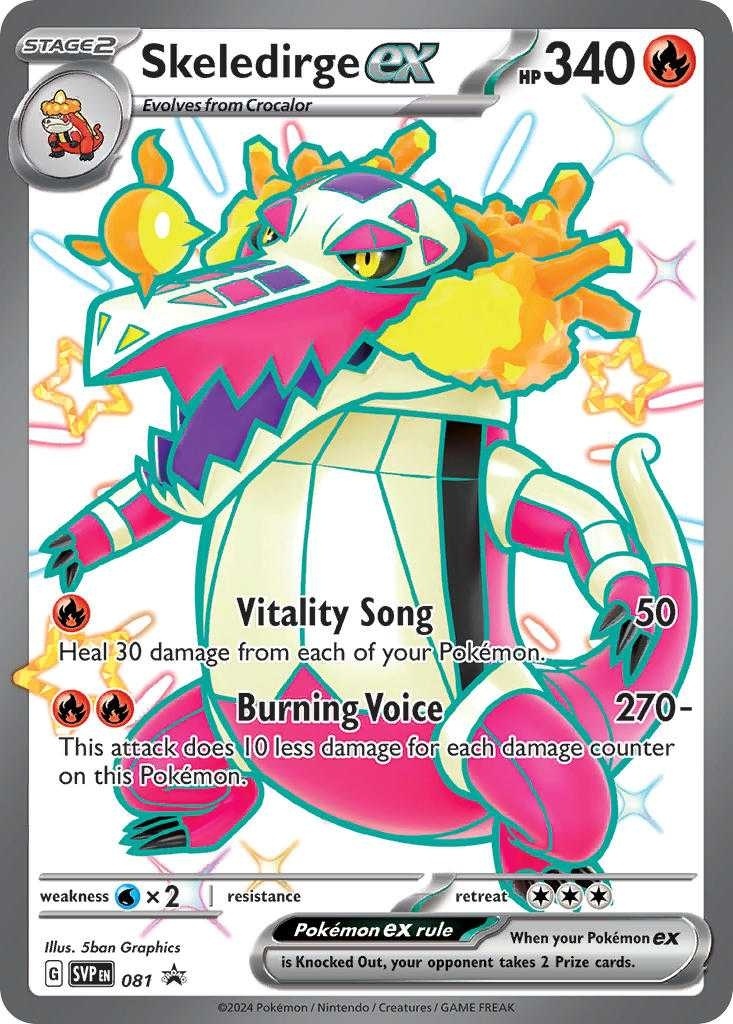 STAGE2
Skeledirge ex
HP 340
Evolves from Crocalor
Vitality Song 50
Heal 30 damage from each of your Pokémon.
Burning Voice 270-
This attack does 10 less damage for each damage counter
on this Pokémon.
weakness ×2 resistance retreat
Illus. 5ban Graphics
Pokémon ex rule
When your Pokémon ex
is Knocked Out, your opponent takes 2 Prize cards.
G SVP EN 081
©2024 Pokémon / Nintendo / Creatures / GAME FREAK